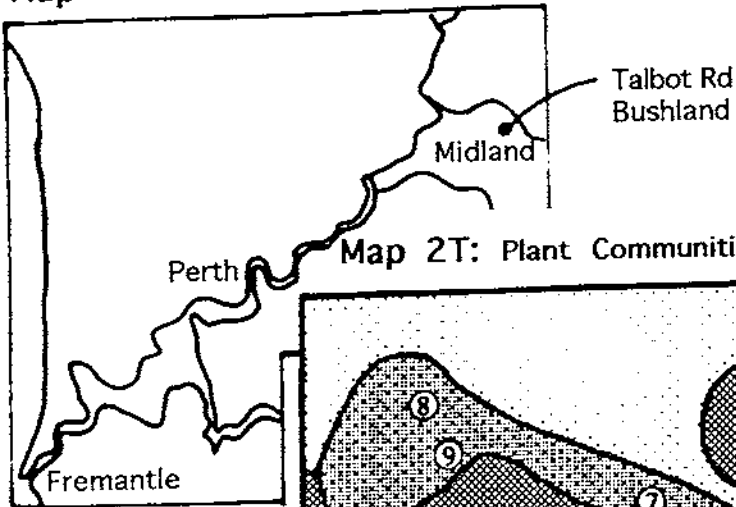 Talbot Rd
Bushland
Midland
Perth
Fremantle
Map 2T: Plant Communiti
8
9
7